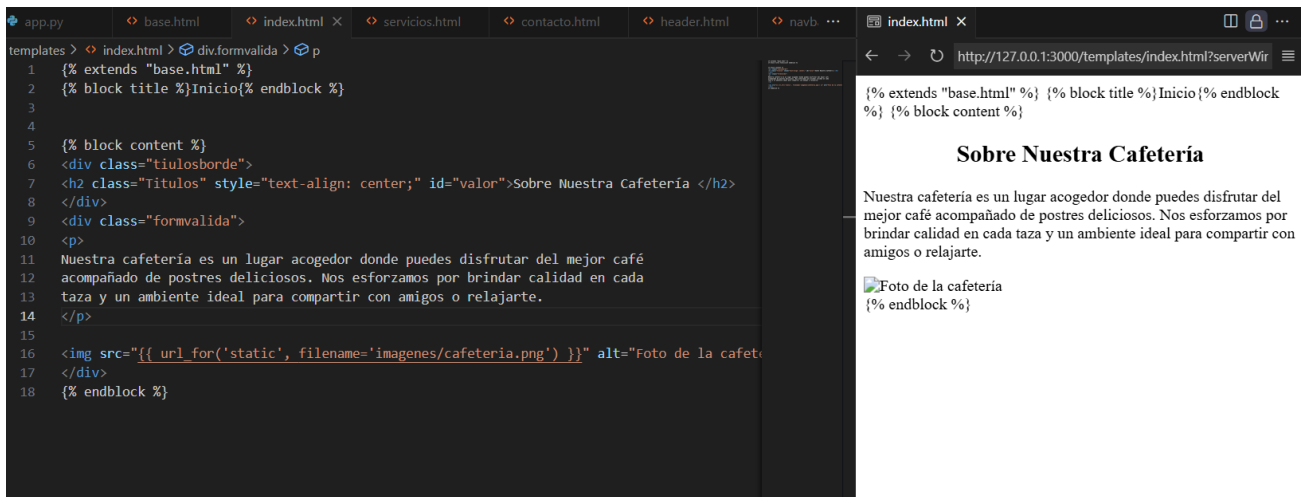 app.py base.html index.html servicios.html contacto.html header.html navb
templates > index.html > div.formvalida > p
1 {% extends "base.html" %}
2 {% block title %}Inicio{% endblock %}
3
4
5 {% block content %}
6 <div class="tiulosborde">
7 <h2 class="Titulos" style="text-align: center;" id="valor">Sobre Nuestra Cafetería </h2>
8 </div>
9 <div class="formvalida">
10 <p>
11 Nuestra cafetería es un lugar acogedor donde puedes disfrutar del mejor café
12 acompañado de postres deliciosos. Nos esforzamos por brindar calidad en cada
13 taza y un ambiente ideal para compartir con amigos o relajarte.
14 </p>
15
16 <img src="{{ url_for('static', filename='imagenes/cafeteria.png') }}" alt="Foto de la cafete
17 </div>
18 {% endblock %}
index.html
http://127.0.0.1:3000/templates/index.html?serverWir
{% extends "base.html" %} {% block title %}Inicio{% endblock
%} {% block content %}
Sobre Nuestra Cafetería
Nuestra cafetería es un lugar acogedor donde puedes disfrutar del
mejor café acompañado de postres deliciosos. Nos esforzamos por
brindar calidad en cada taza y un ambiente ideal para compartir con
amigos o relajarte.
Foto de la cafetería
{% endblock %}